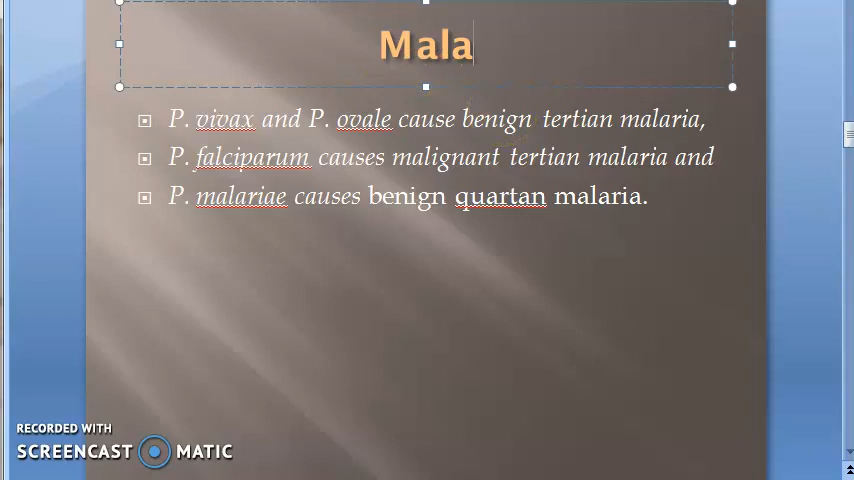 Mala
P. vivax and P. ovale cause benign tertian malaria,
P. falciparum causes malignant tertian malaria and
P. malariae causes benign quartan malaria.
RECORDED WITH
SCREENCAST MATIC